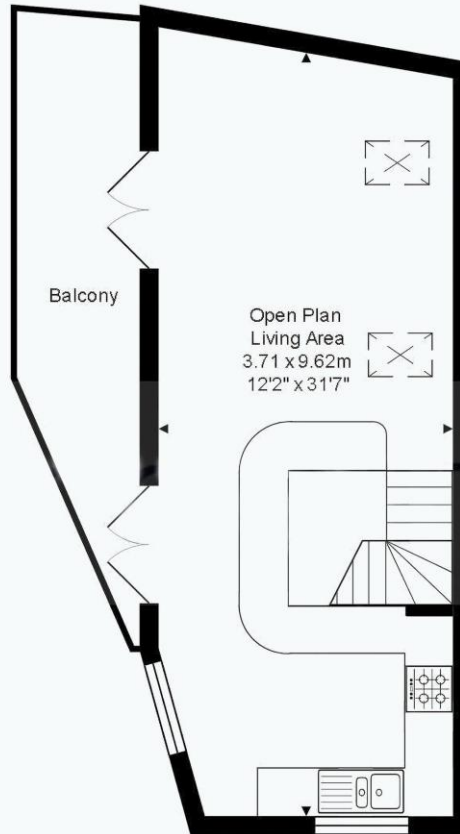 Balcony
Open Plan
Living Area
3.71 x 9.62m
12'2" x 31'7"